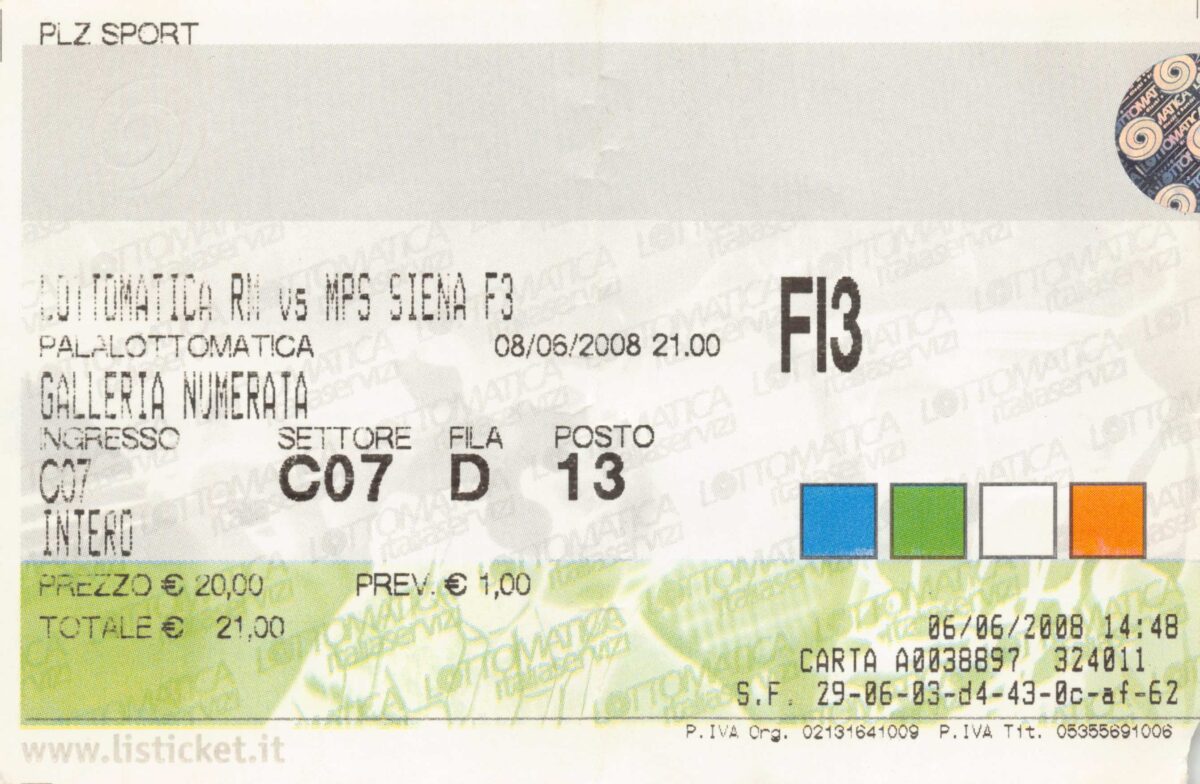 PLZ SPORT
LOTTOMATICA RM vs MPS SIENA F3
PALALOTTOMATICA 08/06/2008 21.00
FI3
GALLERIA NUMERATA
INGRESSO SETTORE FILA POSTO
C07 C07 D 13
INTERO
PREZZO € 20,00 PREV. € 1,00
TOTALE € 21,00
06/06/2008 14:48
CARTA A0038897 324011
S.F. 29-06-03-d4-43-0c-af-62
P.IVA Org. 02131641009 P.IVA Tit. 05355691006
www.listicket.it
LOTTOMATICA
italiaservizi